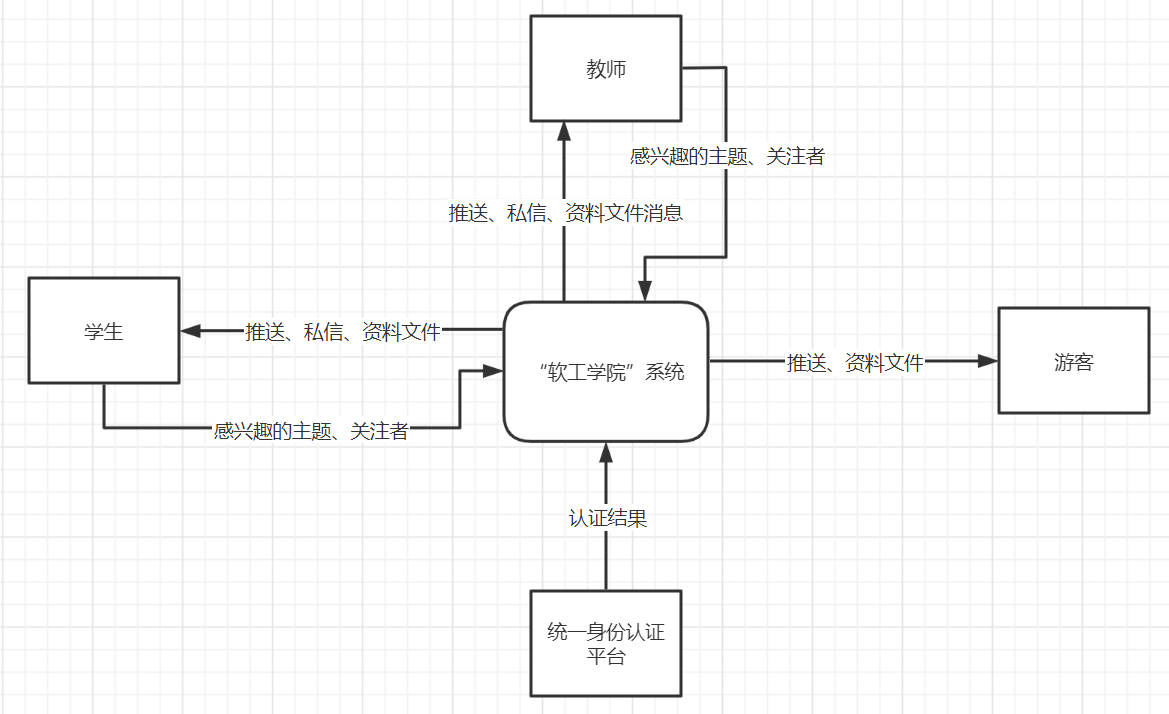 教师
感兴趣的主题、关注者
推送、私信、资料文件消息
学生
推送、私信、资料文件
“软工学院”系统
推送、资料文件
游客
感兴趣的主题、关注者
认证结果
统一身份认证
平台